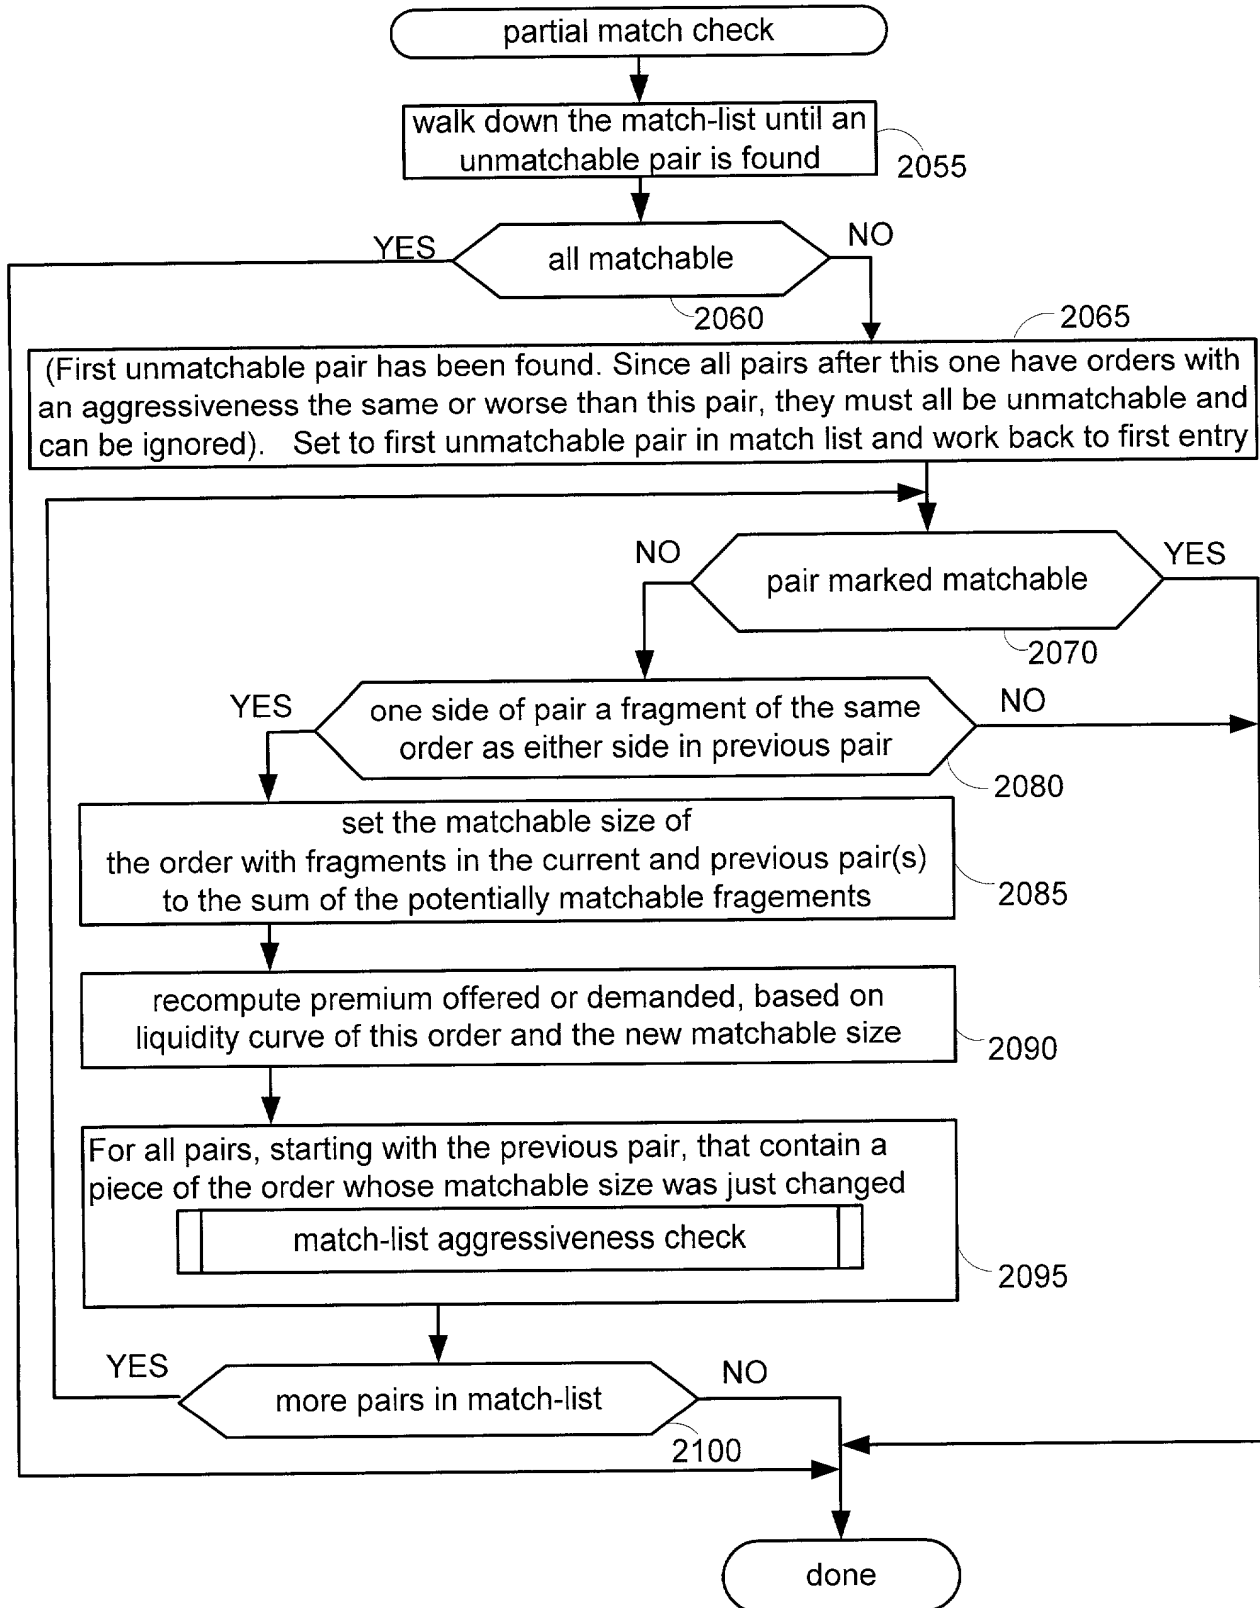 partial match check
walk down the match-list until an
unmatchable pair is found
2055
YES
NO
all matchable
2060
2065
(First unmatchable pair has been found. Since all pairs after this one have orders with
an aggressiveness the same or worse than this pair, they must all be unmatchable and
can be ignored). Set to first unmatchable pair in match list and work back to first entry
NO
YES
pair marked matchable
2070
YES
NO
one side of pair a fragment of the same
order as either side in previous pair
2080
set the matchable size of
the order with fragments in the current and previous pair(s)
to the sum of the potentially matchable fragements
2085
recompute premium offered or demanded, based on
liquidity curve of this order and the new matchable size
2090
For all pairs, starting with the previous pair, that contain a
piece of the order whose matchable size was just changed
match-list aggressiveness check
2095
YES
NO
more pairs in match-list
2100
done